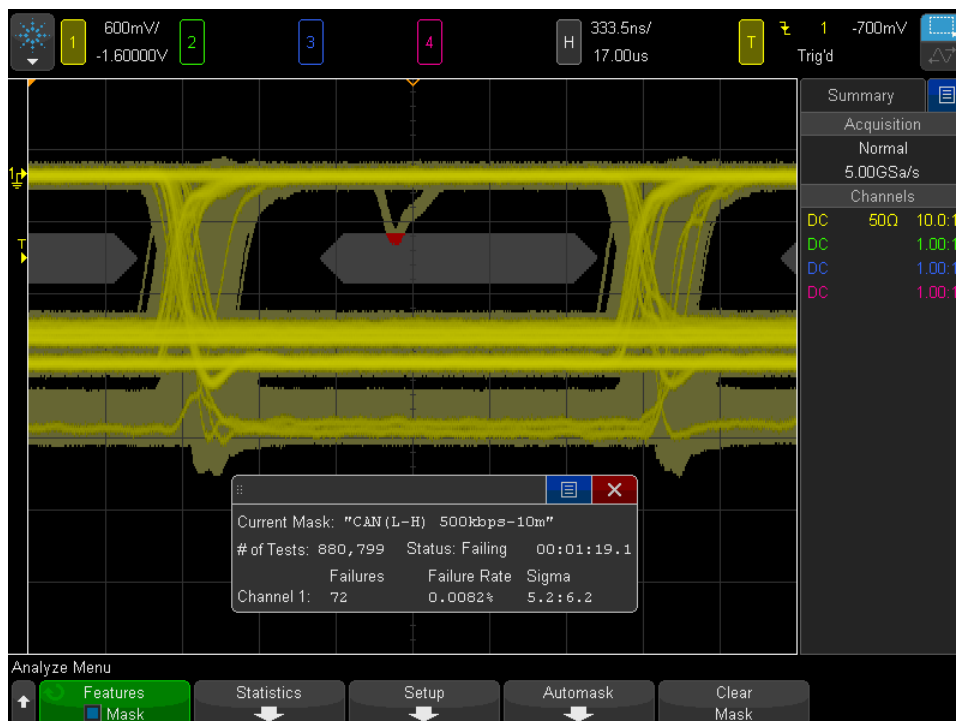 1 600mV/ 2 3 4 H 333.5ns/ T 1 -700mV
-1.60000V 17.00us Trig'd
Summary
Acquisition
Normal
5.00GSa/s
Channels
DC 50Ω 10.0:1
DC 1.00:1
DC 1.00:1
DC 1.00:1
1
T
Current Mask: "CAN(L-H) 500kbps-10m"
# of Tests: 880,799 Status: Failing 00:01:19.1
Failures Failure Rate Sigma
Channel 1: 72 0.0082% 5.2:6.2
Analyze Menu
Features Statistics Setup Automask Clear
Mask Mask